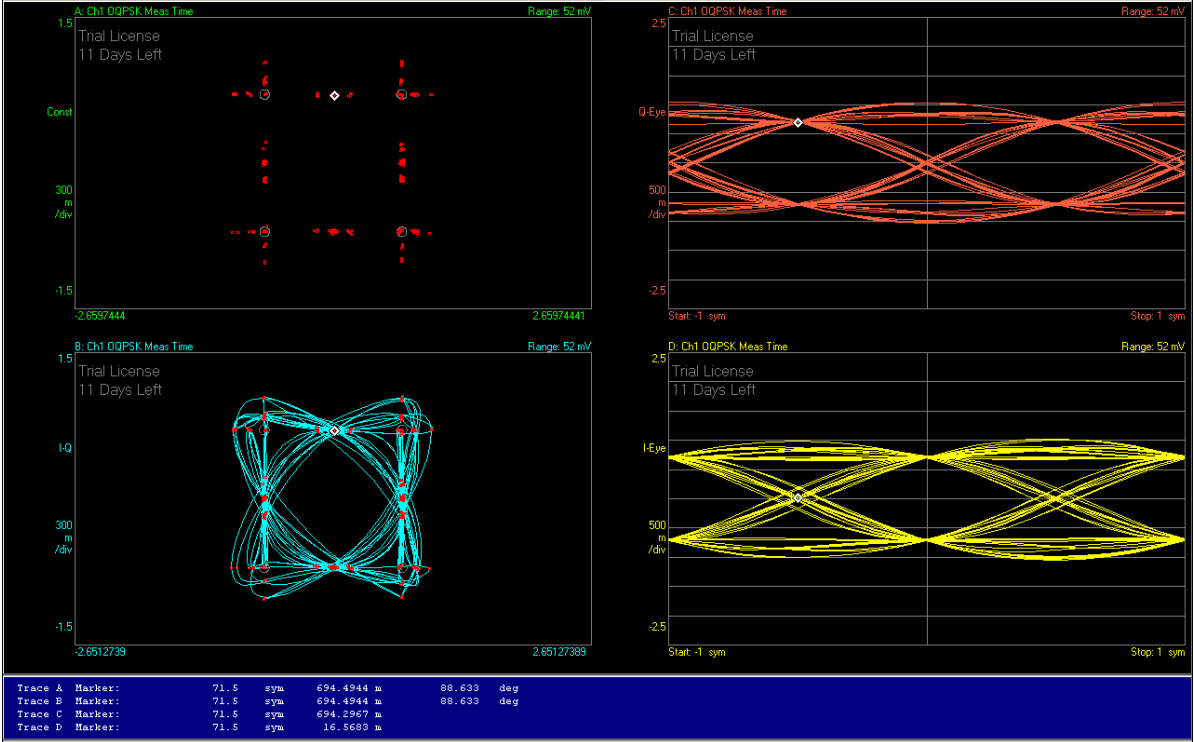 A: Ch1 OQPSK Meas Time Range: 52 mV
1.5
Trial License
11 Days Left
Const
300
m
/div
-1.5
-2.6597444 2.65974441
C: Ch1 OQPSK Meas Time Range: 52 mV
2.5
Trial License
11 Days Left
Q-Eye
500
m
/div
-2.5
Start: -1 sym Stop: 1 sym
B: Ch1 OQPSK Meas Time Range: 52 mV
1.5
Trial License
11 Days Left
I-Q
300
m
/div
-1.5
-2.6512739 2.65127389
D: Ch1 OQPSK Meas Time Range: 52 mV
2.5
Trial License
11 Days Left
I-Eye
500
m
/div
-2.5
Start: -1 sym Stop: 1 sym
Trace A Marker: 71.5 sym 694.4944 m 88.633 deg
Trace B Marker: 71.5 sym 694.4944 m 88.633 deg
Trace C Marker: 71.5 sym 694.2967 m
Trace D Marker: 71.5 sym 16.5683 m